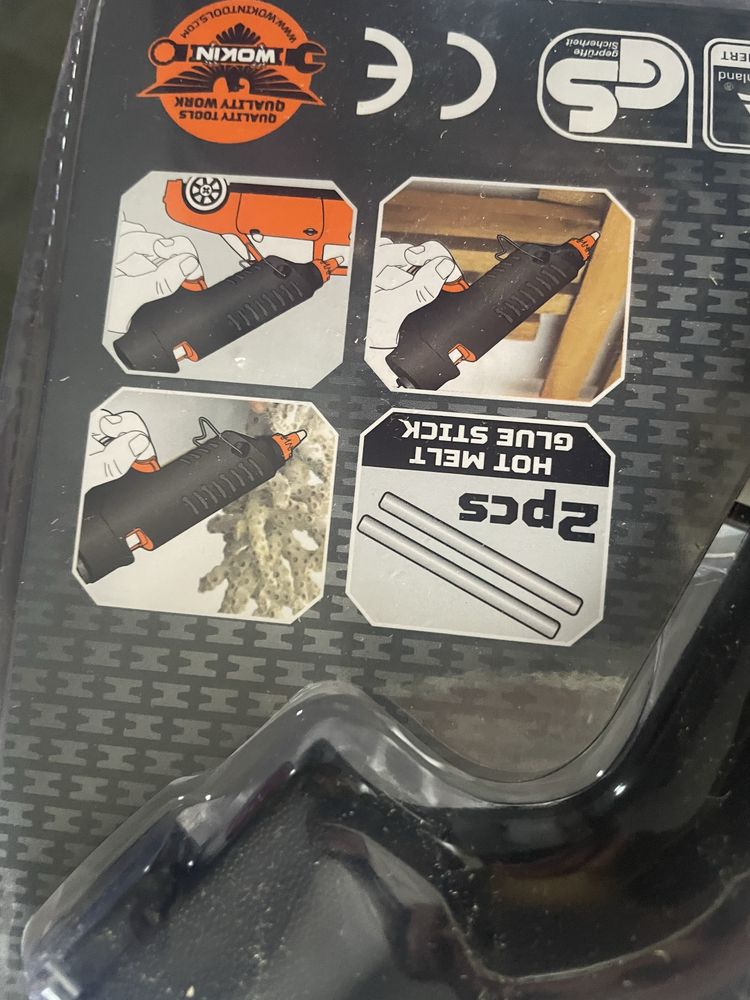 2pcs
HOT MELT
GLUE STICK
GS
geprüfte
Sicherheit
CE
QUALITY TOOLS
QUALITY WORK
WOKIN
WWW.WOKINTOOLS.COM